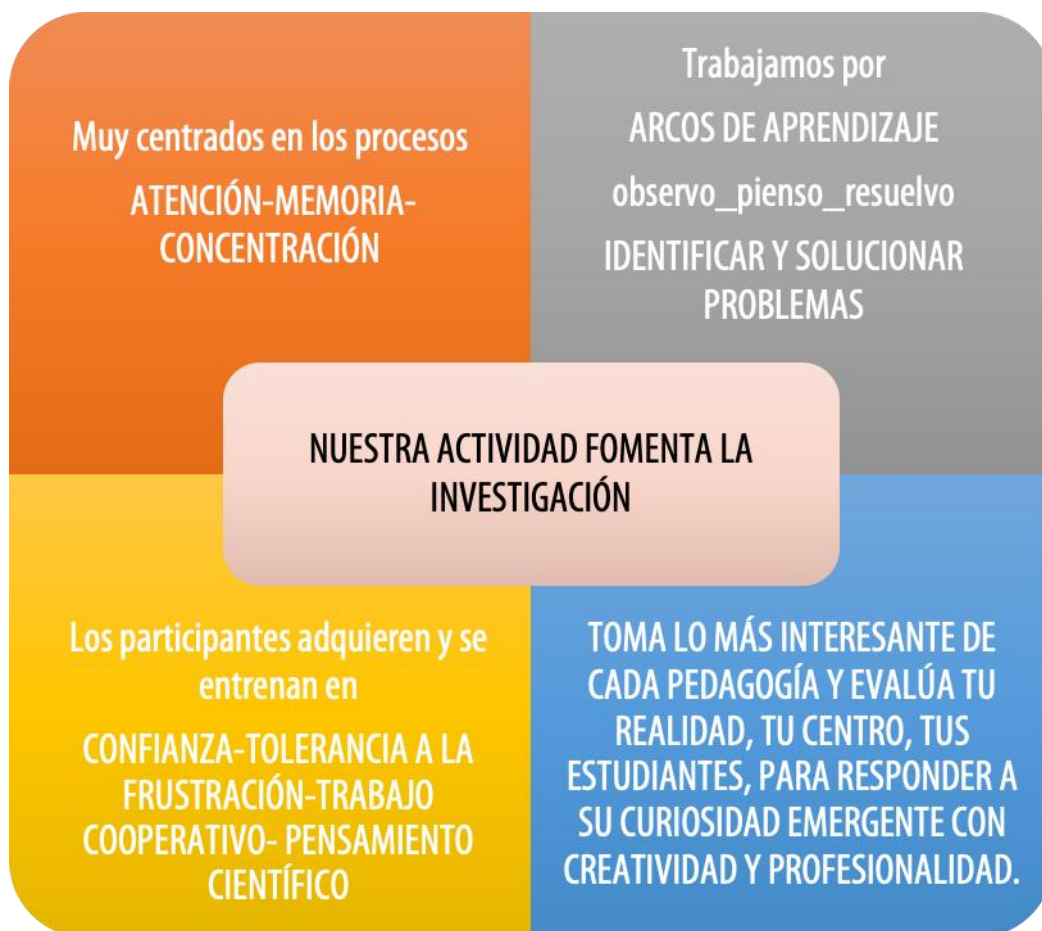 Muy centrados en los procesos
ATENCIÓN-MEMORIA-
CONCENTRACIÓN
Trabajamos por
ARCOS DE APRENDIZAJE
observo_pienso_resuelvo
IDENTIFICAR Y SOLUCIONAR
PROBLEMAS
NUESTRA ACTIVIDAD FOMENTA LA
INVESTIGACIÓN
Los participantes adquieren y se
entrenan en
CONFIANZA-TOLERANCIA A LA
FRUSTRACIÓN-TRABAJO
COOPERATIVO- PENSAMIENTO
CIENTÍFICO
TOMA LO MÁS INTERESANTE DE
CADA PEDAGOGÍA Y EVALÚA TU
REALIDAD, TU CENTRO, TUS
ESTUDIANTES, PARA RESPONDER A
SU CURIOSIDAD EMERGENTE CON
CREATIVIDAD Y PROFESIONALIDAD.